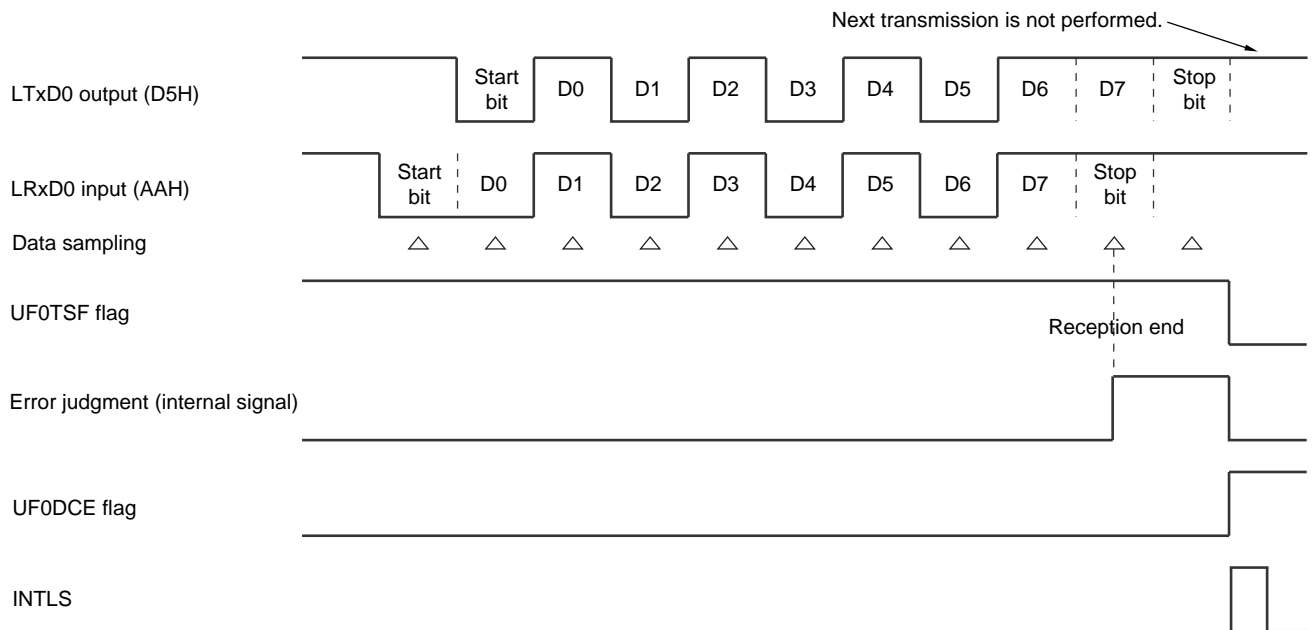 Next transmission is not performed.
LTxD0 output (D5H)
Start bit
D0
D1
D2
D3
D4
D5
D6
D7
Stop bit
LRxD0 input (AAH)
Start bit
D0
D1
D2
D3
D4
D5
D6
D7
Stop bit
Data sampling
UF0TSF flag
Reception end
Error judgment (internal signal)
UF0DCE flag
INTLS